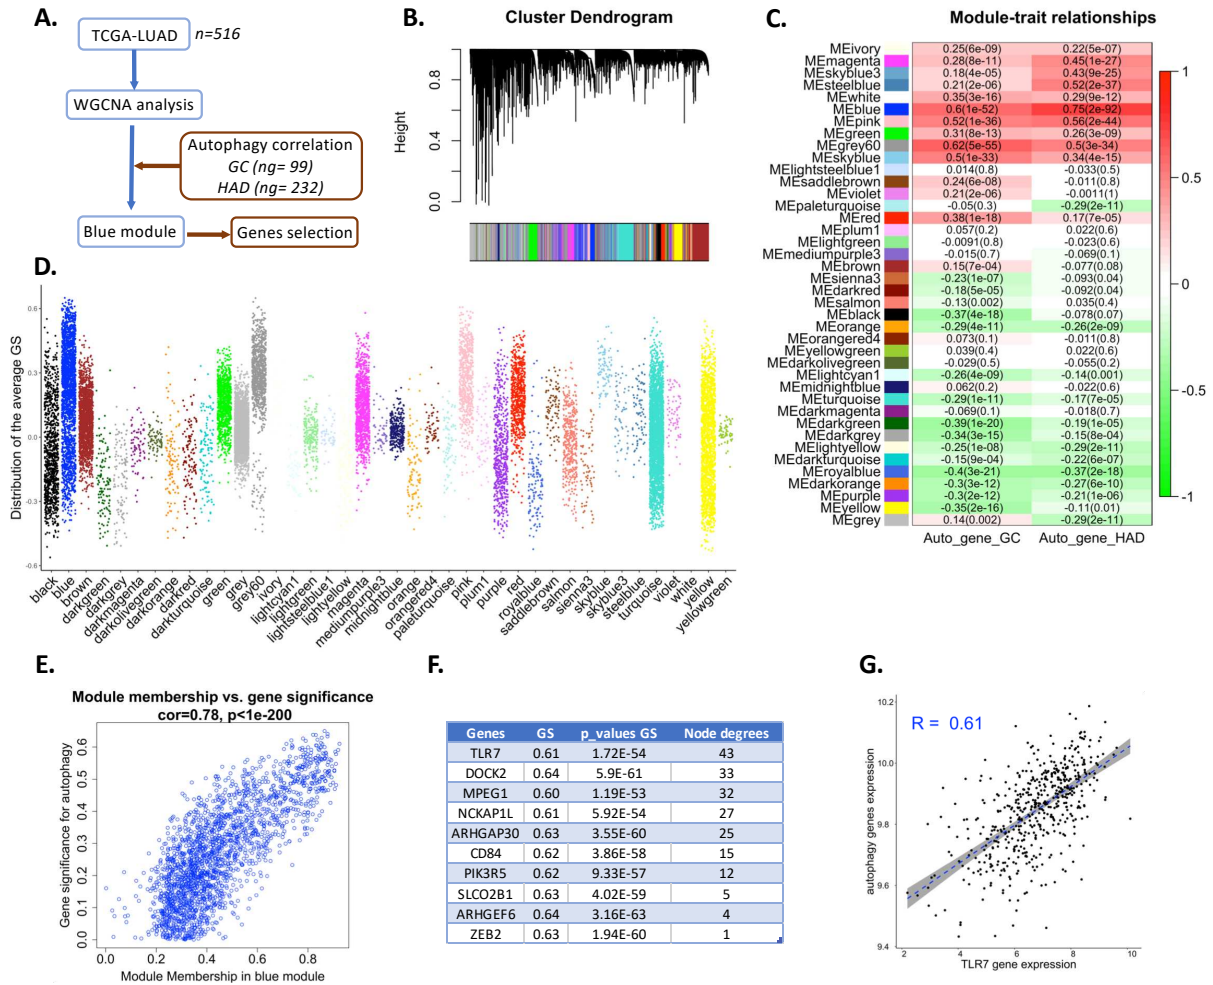 A.
TCGA-LUAD
n=516
WGCNA analysis
Autophagy correlation
GC (ng= 99)
HAD (ng= 232)
Blue module
Genes selection
B.
Cluster Dendrogram
Height
0.8
0.4
0.0
C.
Module-trait relationships
MEivory 0.25(6e-09) 0.22(5e-07)
MEmagenta 0.28(8e-11) 0.45(1e-27)
MEskyblue3 0.18(4e-05) 0.43(9e-25)
MEsteelblue 0.21(2e-06) 0.52(2e-37)
MEwhite 0.35(3e-16) 0.29(9e-12)
MEblue 0.6(1e-52) 0.75(2e-92)
MEpink 0.52(1e-36) 0.56(2e-44)
MEgreen 0.31(8e-13) 0.26(3e-09)
MEgrey60 0.62(5e-55) 0.5(3e-34)
MEskyblue 0.5(1e-33) 0.34(4e-15)
MElightsteelblue1 0.014(0.8) -0.033(0.5)
MEsaddlebrown 0.24(6e-08) -0.011(0.8)
MEviolet 0.21(2e-06) -0.0011(1)
MEpaleturquoise -0.05(0.3) -0.29(2e-11)
MEred 0.38(1e-18) 0.17(7e-05)
MEplum1 0.057(0.2) 0.022(0.6)
MElightgreen -0.0091(0.8) -0.023(0.6)
MEmediumpurple3 -0.015(0.7) -0.069(0.1)
MEbrown 0.15(7e-04) -0.077(0.08)
MEsienna3 -0.23(1e-07) -0.093(0.04)
MEdarkred -0.18(5e-05) -0.092(0.04)
MEsalmon -0.13(0.002) 0.035(0.4)
MEblack -0.37(4e-18) -0.078(0.07)
MEorange -0.29(4e-11) -0.26(2e-09)
MEorangered4 0.073(0.1) -0.011(0.8)
MEyellowgreen 0.039(0.4) 0.022(0.6)
MEdarkolivegreen -0.029(0.5) -0.055(0.2)
MElightcyan1 -0.26(4e-09) -0.14(0.001)
MEmidnightblue 0.062(0.2) -0.022(0.6)
MEturquoise -0.29(1e-11) -0.17(7e-05)
MEdarkmagenta -0.069(0.1) -0.018(0.7)
MEdarkgreen -0.39(1e-20) -0.19(1e-05)
MEdarkgrey -0.34(3e-15) -0.15(8e-04)
MElightyellow -0.25(1e-08) -0.29(2e-11)
MEdarkturquoise -0.15(9e-04) -0.22(6e-07)
MEroyalblue -0.4(3e-21) -0.37(2e-18)
MEdarkorange -0.3(3e-12) -0.27(6e-10)
MEpurple -0.3(2e-12) -0.21(1e-06)
MEyellow -0.35(2e-16) -0.11(0.01)
MEgrey 0.14(0.002) -0.29(2e-11)
Auto_gene_GC Auto_gene_HAD
1
0.5
0
-0.5
-1
D.
Distribution of the average GS
0.6
0.3
0.0
-0.3
-0.6
black
blue
brown
darkgreen
darkgrey
darkmagenta
darkolivegreen
darkorange
darkred
darkturquoise
green
grey
grey60
ivory
lightcyan1
lightgreen
lightsteelblue1
lightyellow
magenta
mediumpurple3
midnightblue
orange
orangered4
paleturquoise
pink
plum1
purple
red
royalblue
saddlebrown
salmon
sienna3
skyblue
skyblue3
steelblue
turquoise
violet
white
yellow
yellowgreen
E.
Module membership vs. gene significance
cor=0.78, p<1e-200
Gene significance for autophagy
0.6
0.5
0.4
0.3
0.2
0.1
0.0
0.0 0.2 0.4 0.6 0.8
Module Membership in blue module
F.
Genes GS p_values GS Node degrees
TLR7 0.61 1.72E-54 43
DOCK2 0.64 5.9E-61 33
MPEG1 0.60 1.19E-53 32
NCKAP1L 0.61 5.92E-54 27
ARHGAP30 0.63 3.55E-60 25
CD84 0.62 3.86E-58 15
PIK3R5 0.62 9.33E-57 12
SLCO2B1 0.63 4.02E-59 5
ARHGEF6 0.64 3.16E-63 4
ZEB2 0.63 1.94E-60 1
G.
R = 0.61
autophagy genes expression
10.2
10.0
9.8
9.6
9.4
2 4 6 8 10
TLR7 gene expression